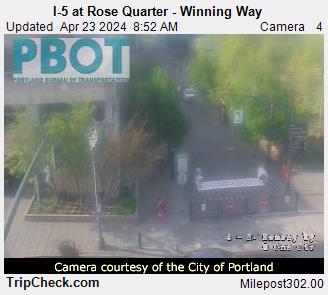 I-5 at Rose Quarter - Winning Way
Updated Apr 23 2024 8:52 AM Camera 4
PBOT
PORTLAND BUREAU OF TRANSPORTATION
Camera courtesy of the City of Portland
TripCheck.com Milepost302.00